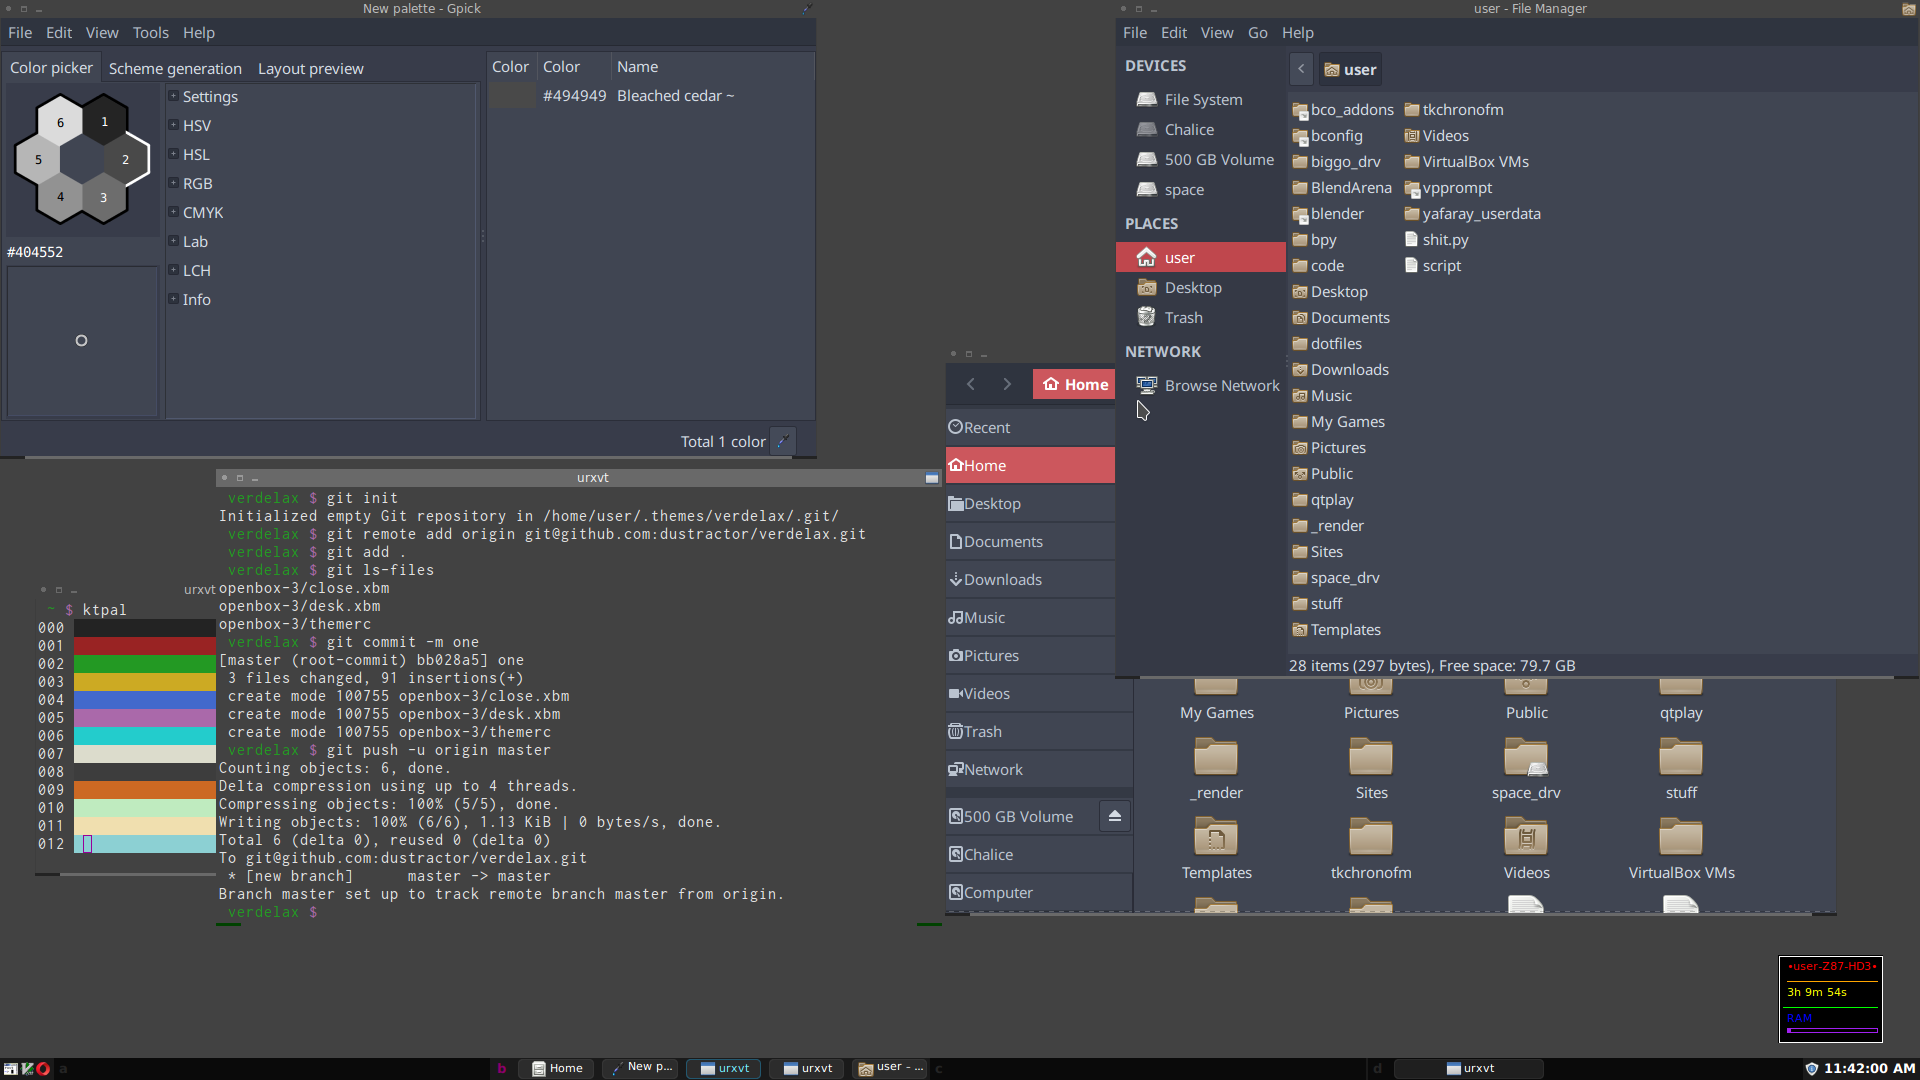 New palette - Gpick
File Edit View Tools Help
Color picker Scheme generation Layout preview
6 1
5 2
4 3
#404552
Settings
HSV
HSL
RGB
CMYK
Lab
LCH
Info
Color Color Name
#494949 Bleached cedar ~
Total 1 color
user - File Manager
File Edit View Go Help
user
DEVICES
File System
Chalice
500 GB Volume
space
PLACES
user
Desktop
Trash
NETWORK
Browse Network
bco_addons
bconfig
biggo_drv
BlendArena
blender
bpy
code
Desktop
Documents
dotfiles
Downloads
Music
My Games
Pictures
Public
qtplay
_render
Sites
space_drv
stuff
Templates
tkchronofm
Videos
VirtualBox VMs
vpprompt
yafaray_userdata
shit.py
script
28 items (297 bytes), Free space: 79.7 GB
Home
Recent
Home
Desktop
Documents
Downloads
Music
Pictures
Videos
Trash
Network
500 GB Volume
Chalice
Computer
My Games Pictures Public qtplay
_render Sites space_drv stuff
Templates tkchronofm Videos VirtualBox VMs
urxvt
verdelax $ git init
Initialized empty Git repository in /home/user/.themes/verdelax/.git/
verdelax $ git remote add origin git@github.com:dustractor/verdelax.git
verdelax $ git add .
verdelax $ git ls-files
openbox-3/close.xbm
openbox-3/desk.xbm
openbox-3/themerc
verdelax $ git commit -m one
[master (root-commit) bb028a5] one
3 files changed, 91 insertions(+)
create mode 100755 openbox-3/close.xbm
create mode 100755 openbox-3/desk.xbm
create mode 100755 openbox-3/themerc
verdelax $ git push -u origin master
Counting objects: 6, done.
Delta compression using up to 4 threads.
Compressing objects: 100% (5/5), done.
Writing objects: 100% (6/6), 1.13 KiB | 0 bytes/s, done.
Total 6 (delta 0), reused 0 (delta 0)
To git@github.com:dustractor/verdelax.git
* [new branch] master -> master
Branch master set up to track remote branch master from origin.
verdelax $
urxvt
~ $ ktpal
000
001
002
003
004
005
006
007
008
009
010
011
012
•user-Z87-HD3•
3h 9m 54s
RAM
a b Home New p... urxvt urxvt user - ... c d urxvt 11:42:00 AM